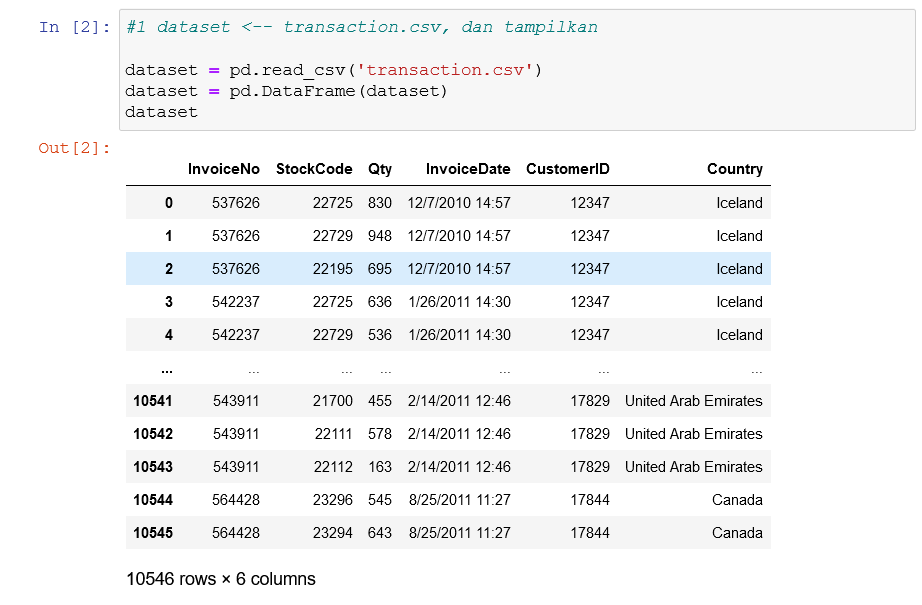 In [2]: #1 dataset <-- transaction.csv, dan tampilkan
dataset = pd.read_csv('transaction.csv')
dataset = pd.DataFrame(dataset)
dataset
Out[2]:
InvoiceNo StockCode Qty InvoiceDate CustomerID Country
0 537626 22725 830 12/7/2010 14:57 12347 Iceland
1 537626 22729 948 12/7/2010 14:57 12347 Iceland
2 537626 22195 695 12/7/2010 14:57 12347 Iceland
3 542237 22725 636 1/26/2011 14:30 12347 Iceland
4 542237 22729 536 1/26/2011 14:30 12347 Iceland
... ... ... ... ... ... ...
10541 543911 21700 455 2/14/2011 12:46 17829 United Arab Emirates
10542 543911 22111 578 2/14/2011 12:46 17829 United Arab Emirates
10543 543911 22112 163 2/14/2011 12:46 17829 United Arab Emirates
10544 564428 23296 545 8/25/2011 11:27 17844 Canada
10545 564428 23294 643 8/25/2011 11:27 17844 Canada
10546 rows × 6 columns